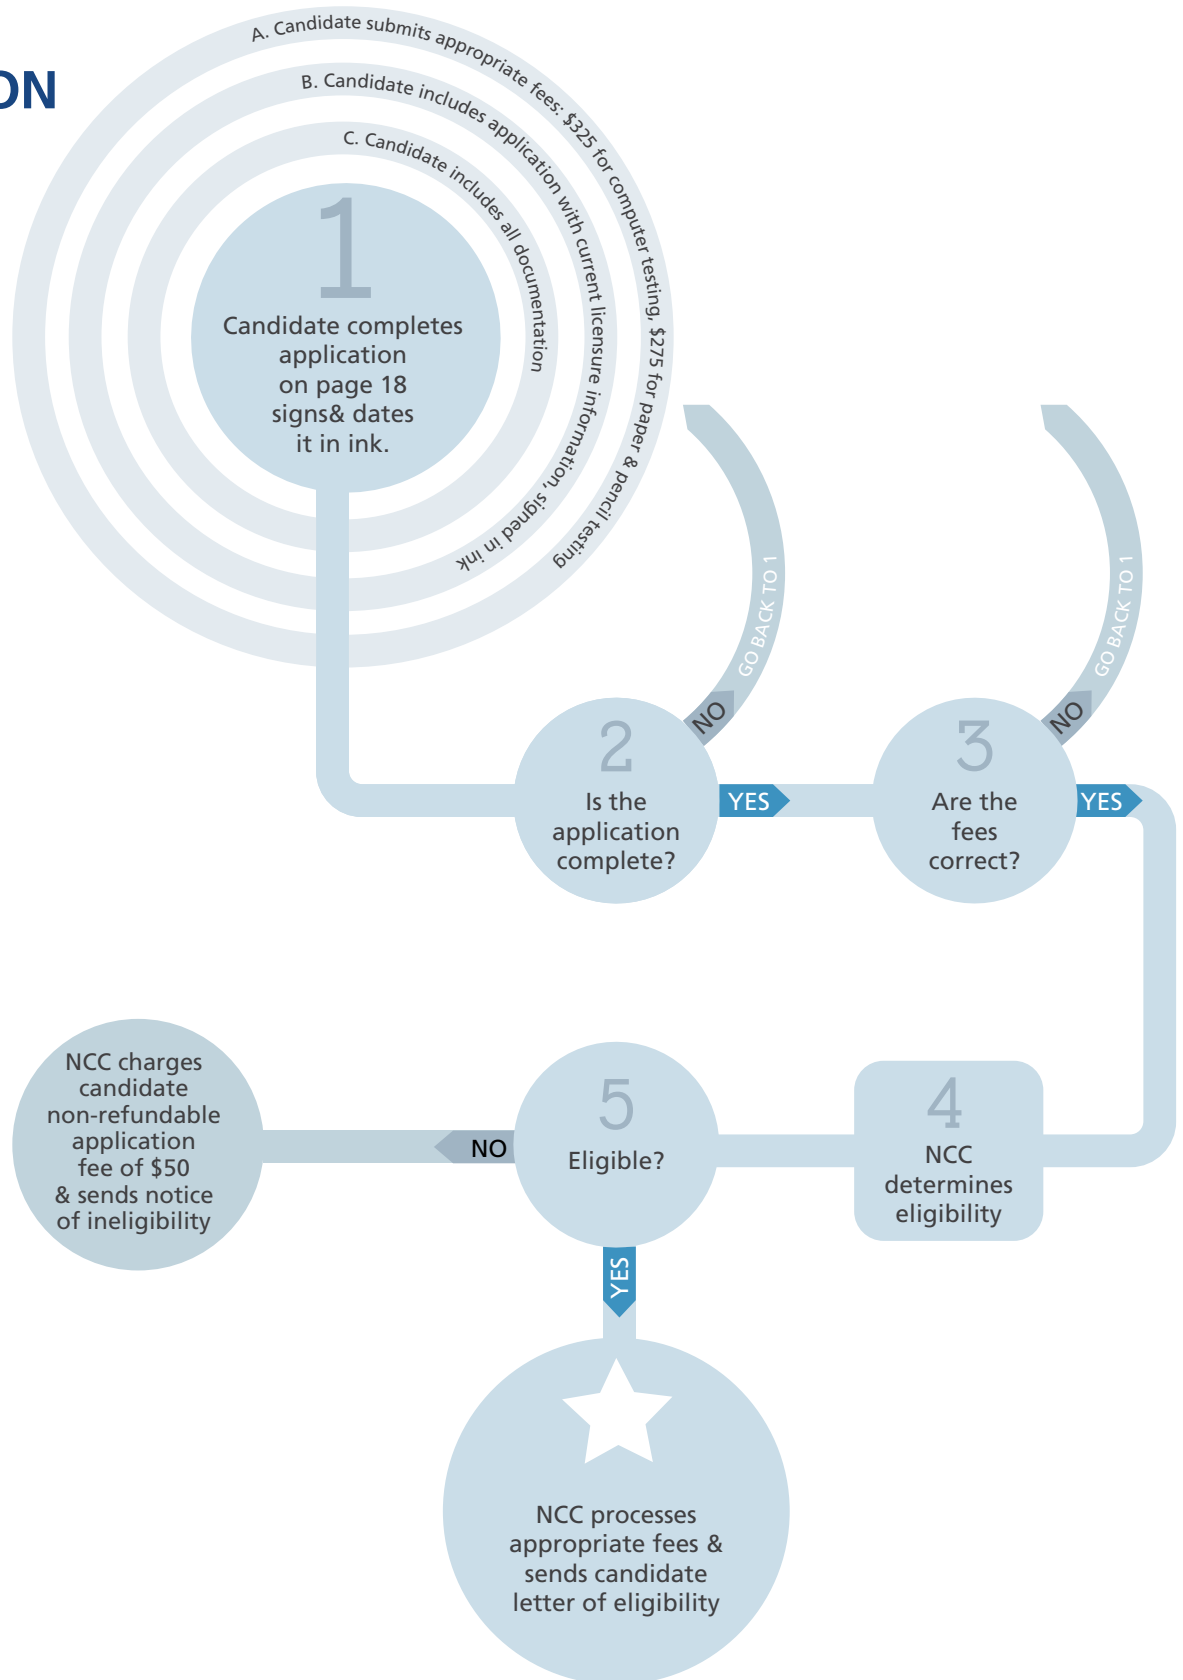 ON
A. Candidate submits appropriate fees: $325 for computer testing, $275 for paper & pencil testing
B. Candidate includes application with current licensure information, signed in ink
C. Candidate includes all documentation
1
Candidate completes
application
on page 18
signs& dates
it in ink.
2
Is the
application
complete?
NO
GO BACK TO 1
YES
3
Are the
fees
correct?
NO
GO BACK TO 1
YES
4
NCC
determines
eligibility
5
Eligible?
NO
NCC charges
candidate
non-refundable
application
fee of $50
& sends notice
of ineligibility
YES
NCC processes
appropriate fees &
sends candidate
letter of eligibility